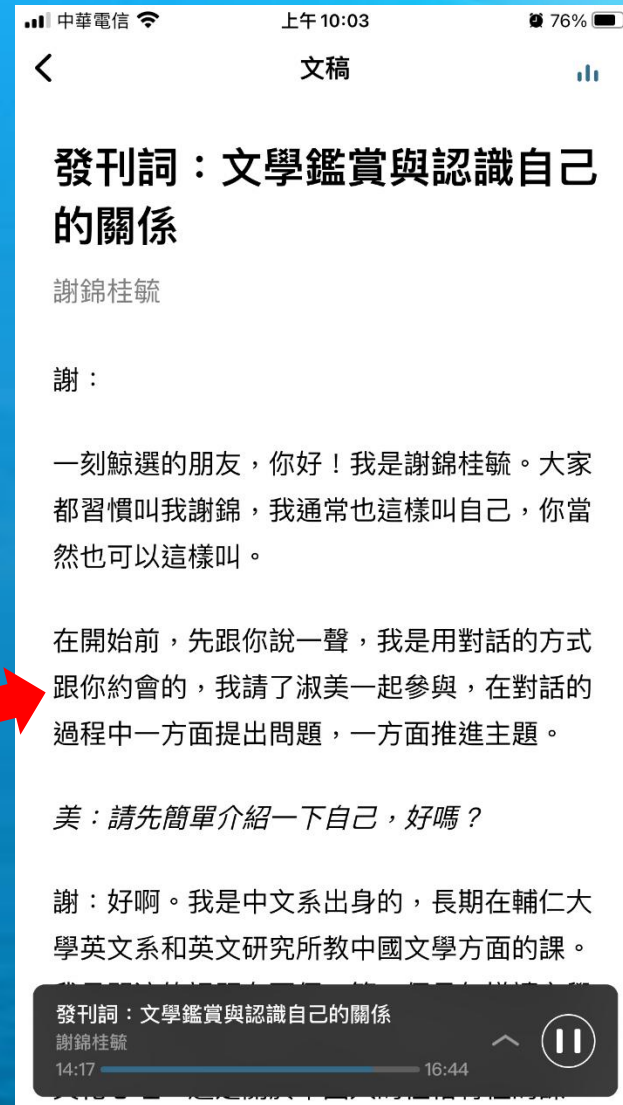 中華電信 上午10:03 76%
文稿
發刊詞：文學鑑賞與認識自己
的關係
謝錦桂毓
謝：
一刻鯨選的朋友，你好！我是謝錦桂毓。大家
都習慣叫我謝錦，我通常也這樣叫自己，你當
然也可以這樣叫。
在開始前，先跟你說一聲，我是用對話的方式
跟你約會的，我請了淑美一起參與，在對話的
過程中一方面提出問題，一方面推進主題。
美：請先簡單介紹一下自己，好嗎？
謝：好啊。我是中文系出身的，長期在輔仁大
學英文系和英文研究所教中國文學方面的課。
發刊詞：文學鑑賞與認識自己的關係
謝錦桂毓
14:17 16:44